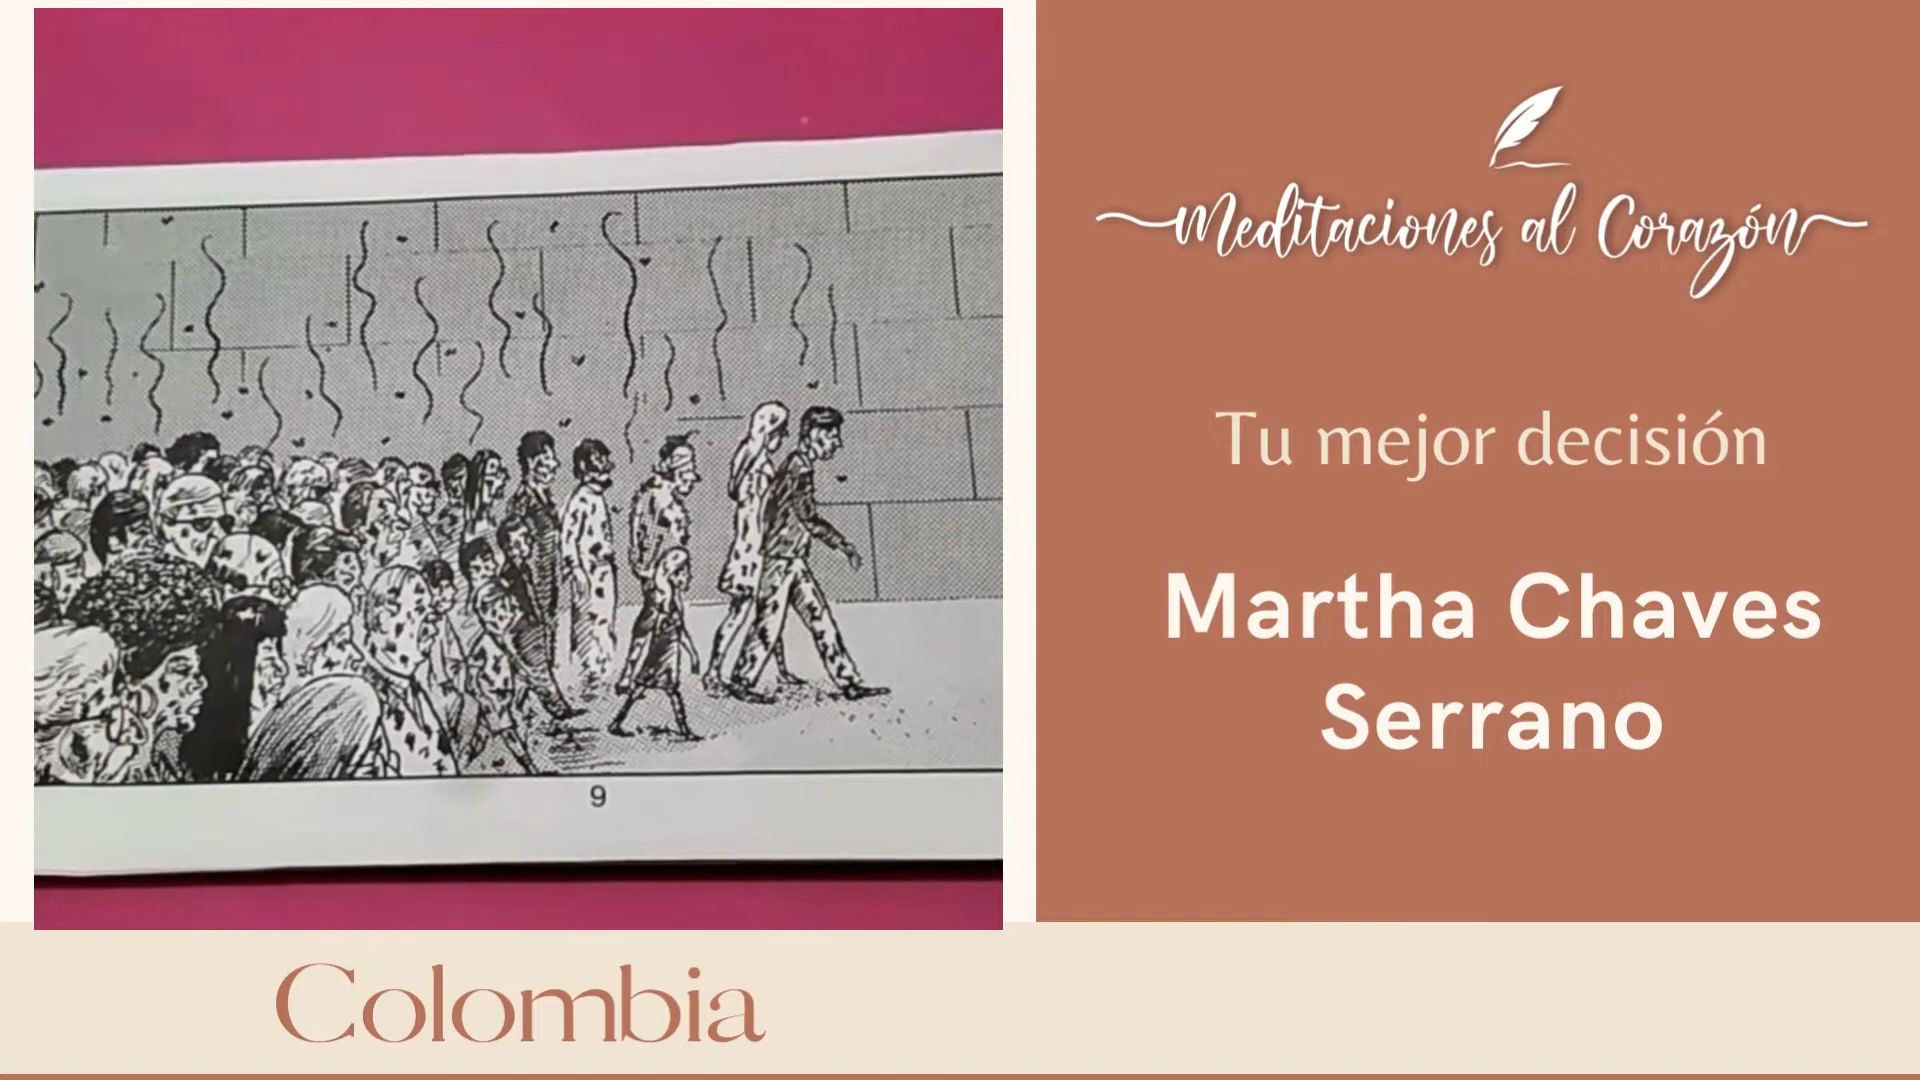 9
Meditaciones al Corazón
Tu mejor decisión
Martha Chaves
Serrano
Colombia